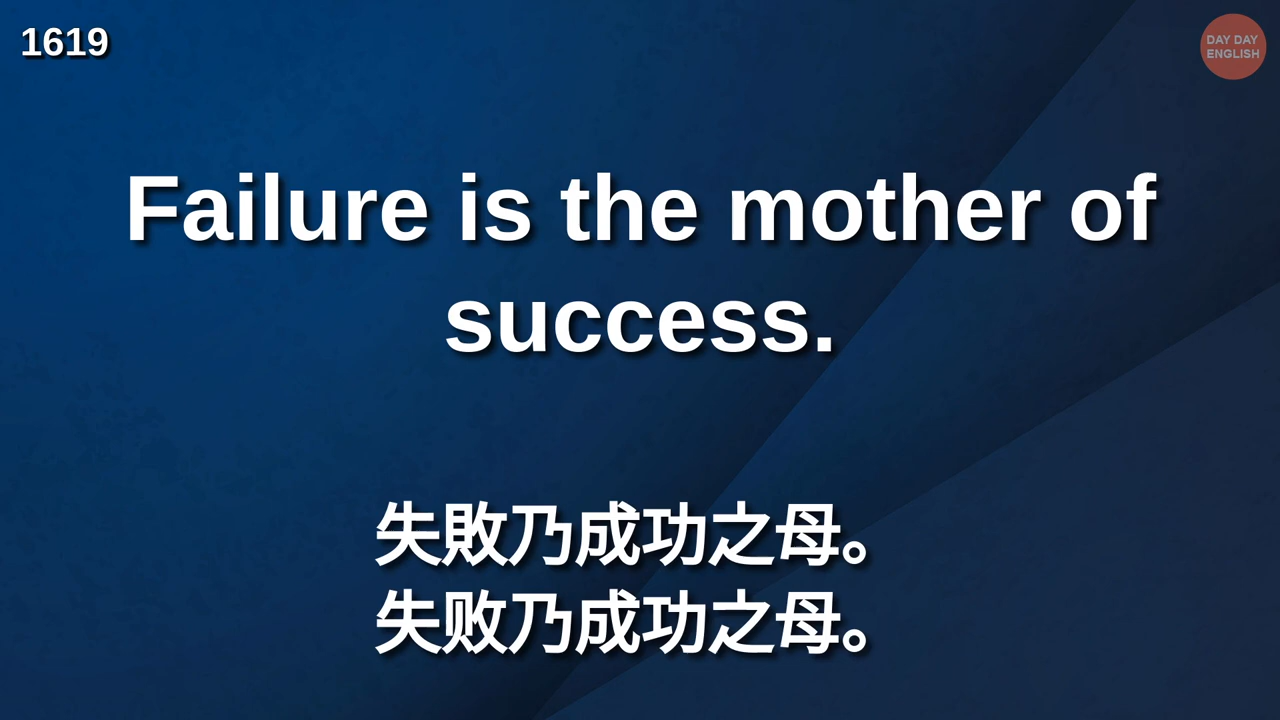 1619
DAY DAY
ENGLISH
Failure is the mother of
success.
失敗乃成功之母。
失败乃成功之母。